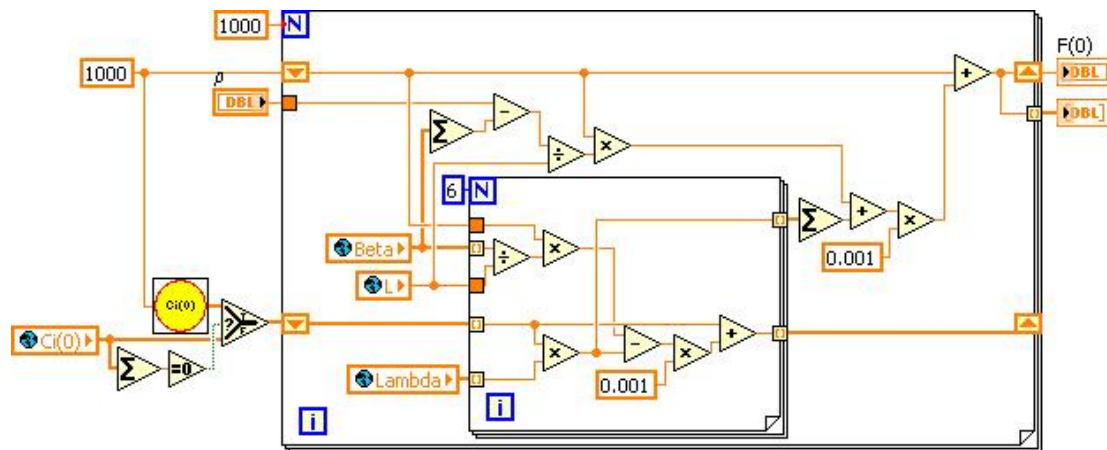 1000 N
F(0)
1000
ρ
DBL
DBL
[DBL]
Σ
-
÷
×
+
6 N
Beta
÷
×
Σ
+
×
0.001
L
Ci(0)
Ci(0)
?
T
F
Σ
=0
×
-
×
+
Lambda
0.001
i
i